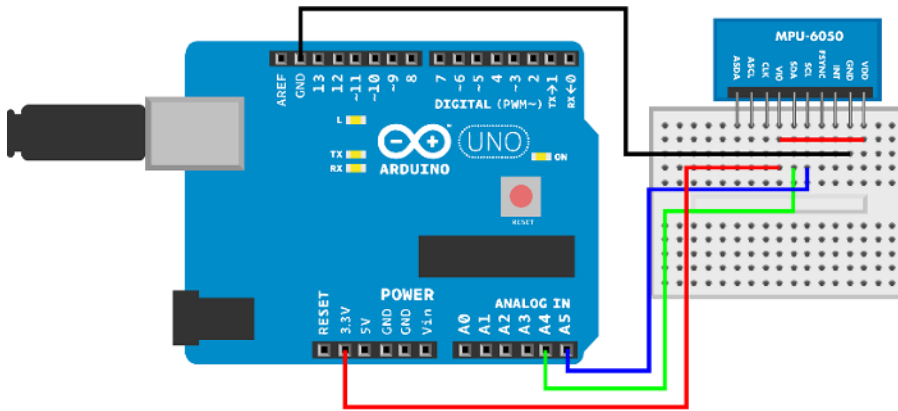 MPU-6050
ASDA ASCL CLK VIO SDA SCL FSYNC INT GND VDD
AREF GND 13 12 ~11 ~10 ~9 8 7 ~6 ~5 4 ~3 2 TX→1 RX←0
DIGITAL (PWM~)
L
TX
RX
ARDUINO
™
UNO
ON
RESET
POWER
ANALOG IN
RESET 3.3V 5V GND GND Vin A0 A1 A2 A3 A4 A5